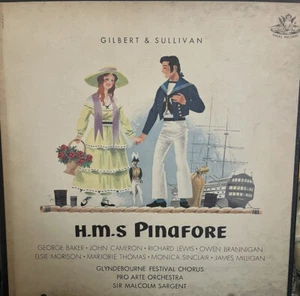 GILBERT & SULLIVAN
H.M.S PINAFORE
GEORGE BAKER • JOHN CAMERON • RICHARD LEWIS • OWEN BRANNIGAN
ELSIE MORISON • MARJORIE THOMAS • MONICA SINCLAIR • JAMES MILLIGAN
GLYNDEBOURNE FESTIVAL CHORUS
PRO ARTE ORCHESTRA
SIR MALCOLM SARGENT